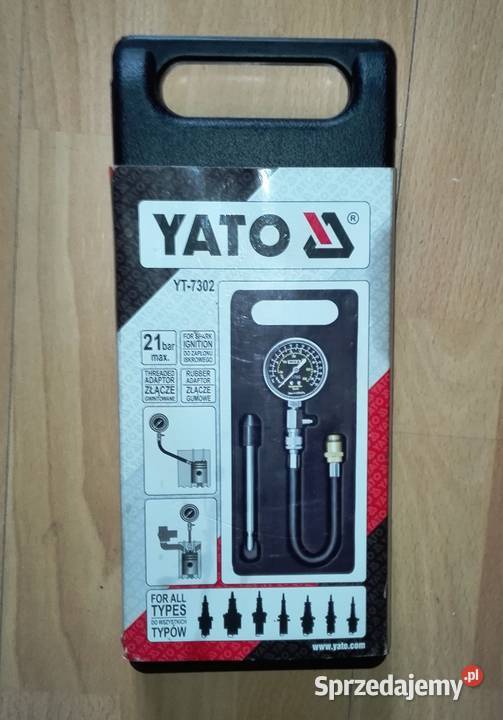 YATO ®
YT-7302
21 bar
max.
FOR SPARK
IGNITION
DO ZAPŁONU
ISKROWEGO
THREADED
ADAPTOR
ZŁĄCZE
GWINTOWANE
RUBBER
ADAPTOR
ZŁĄCZE
GUMOWE
FOR ALL
TYPES
DO WSZYSTKICH
TYPÓW
www.yato.com
Sprzedajemy.pl